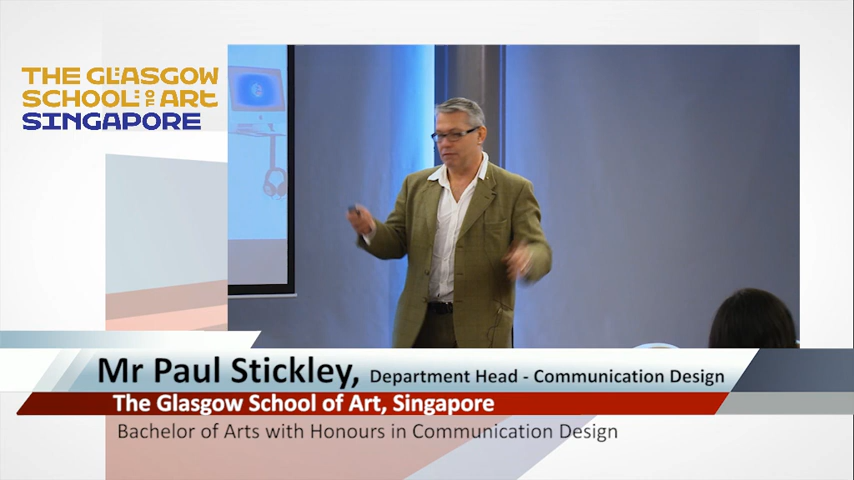 THE GLASGOW
SCHOOL OF ART
SINGAPORE
Mr Paul Stickley, Department Head - Communication Design
The Glasgow School of Art, Singapore
Bachelor of Arts with Honours in Communication Design